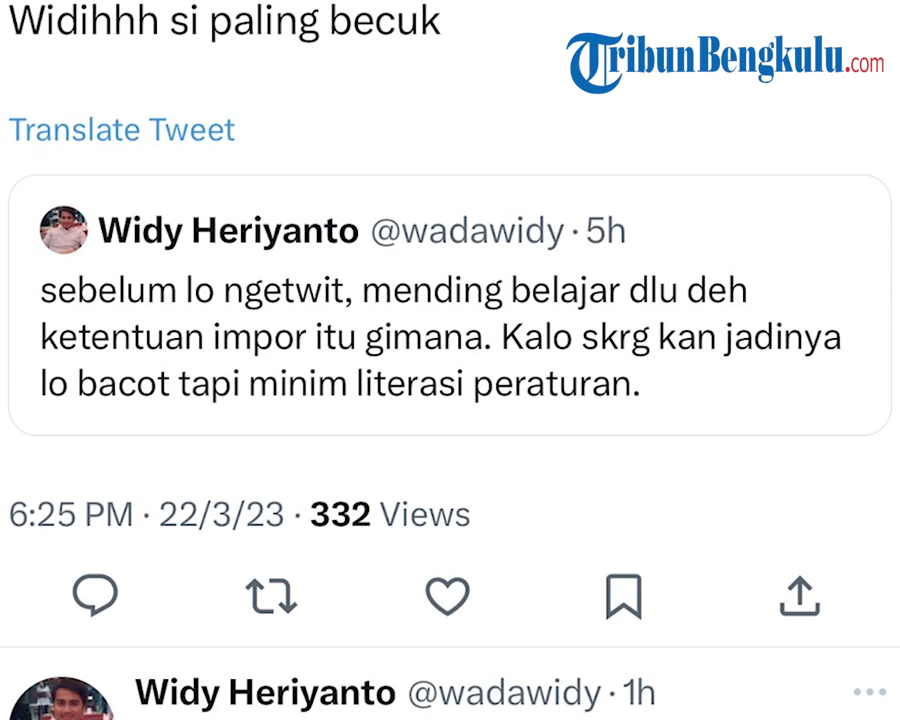 Widihhh si paling becuk
TribunBengkulu.com
Translate Tweet
Widy Heriyanto @wadawidy · 5h
sebelum lo ngetwit, mending belajar dlu deh
ketentuan impor itu gimana. Kalo skrg kan jadinya
lo bacot tapi minim literasi peraturan.
6:25 PM · 22/3/23 · 332 Views
Widy Heriyanto @wadawidy · 1h